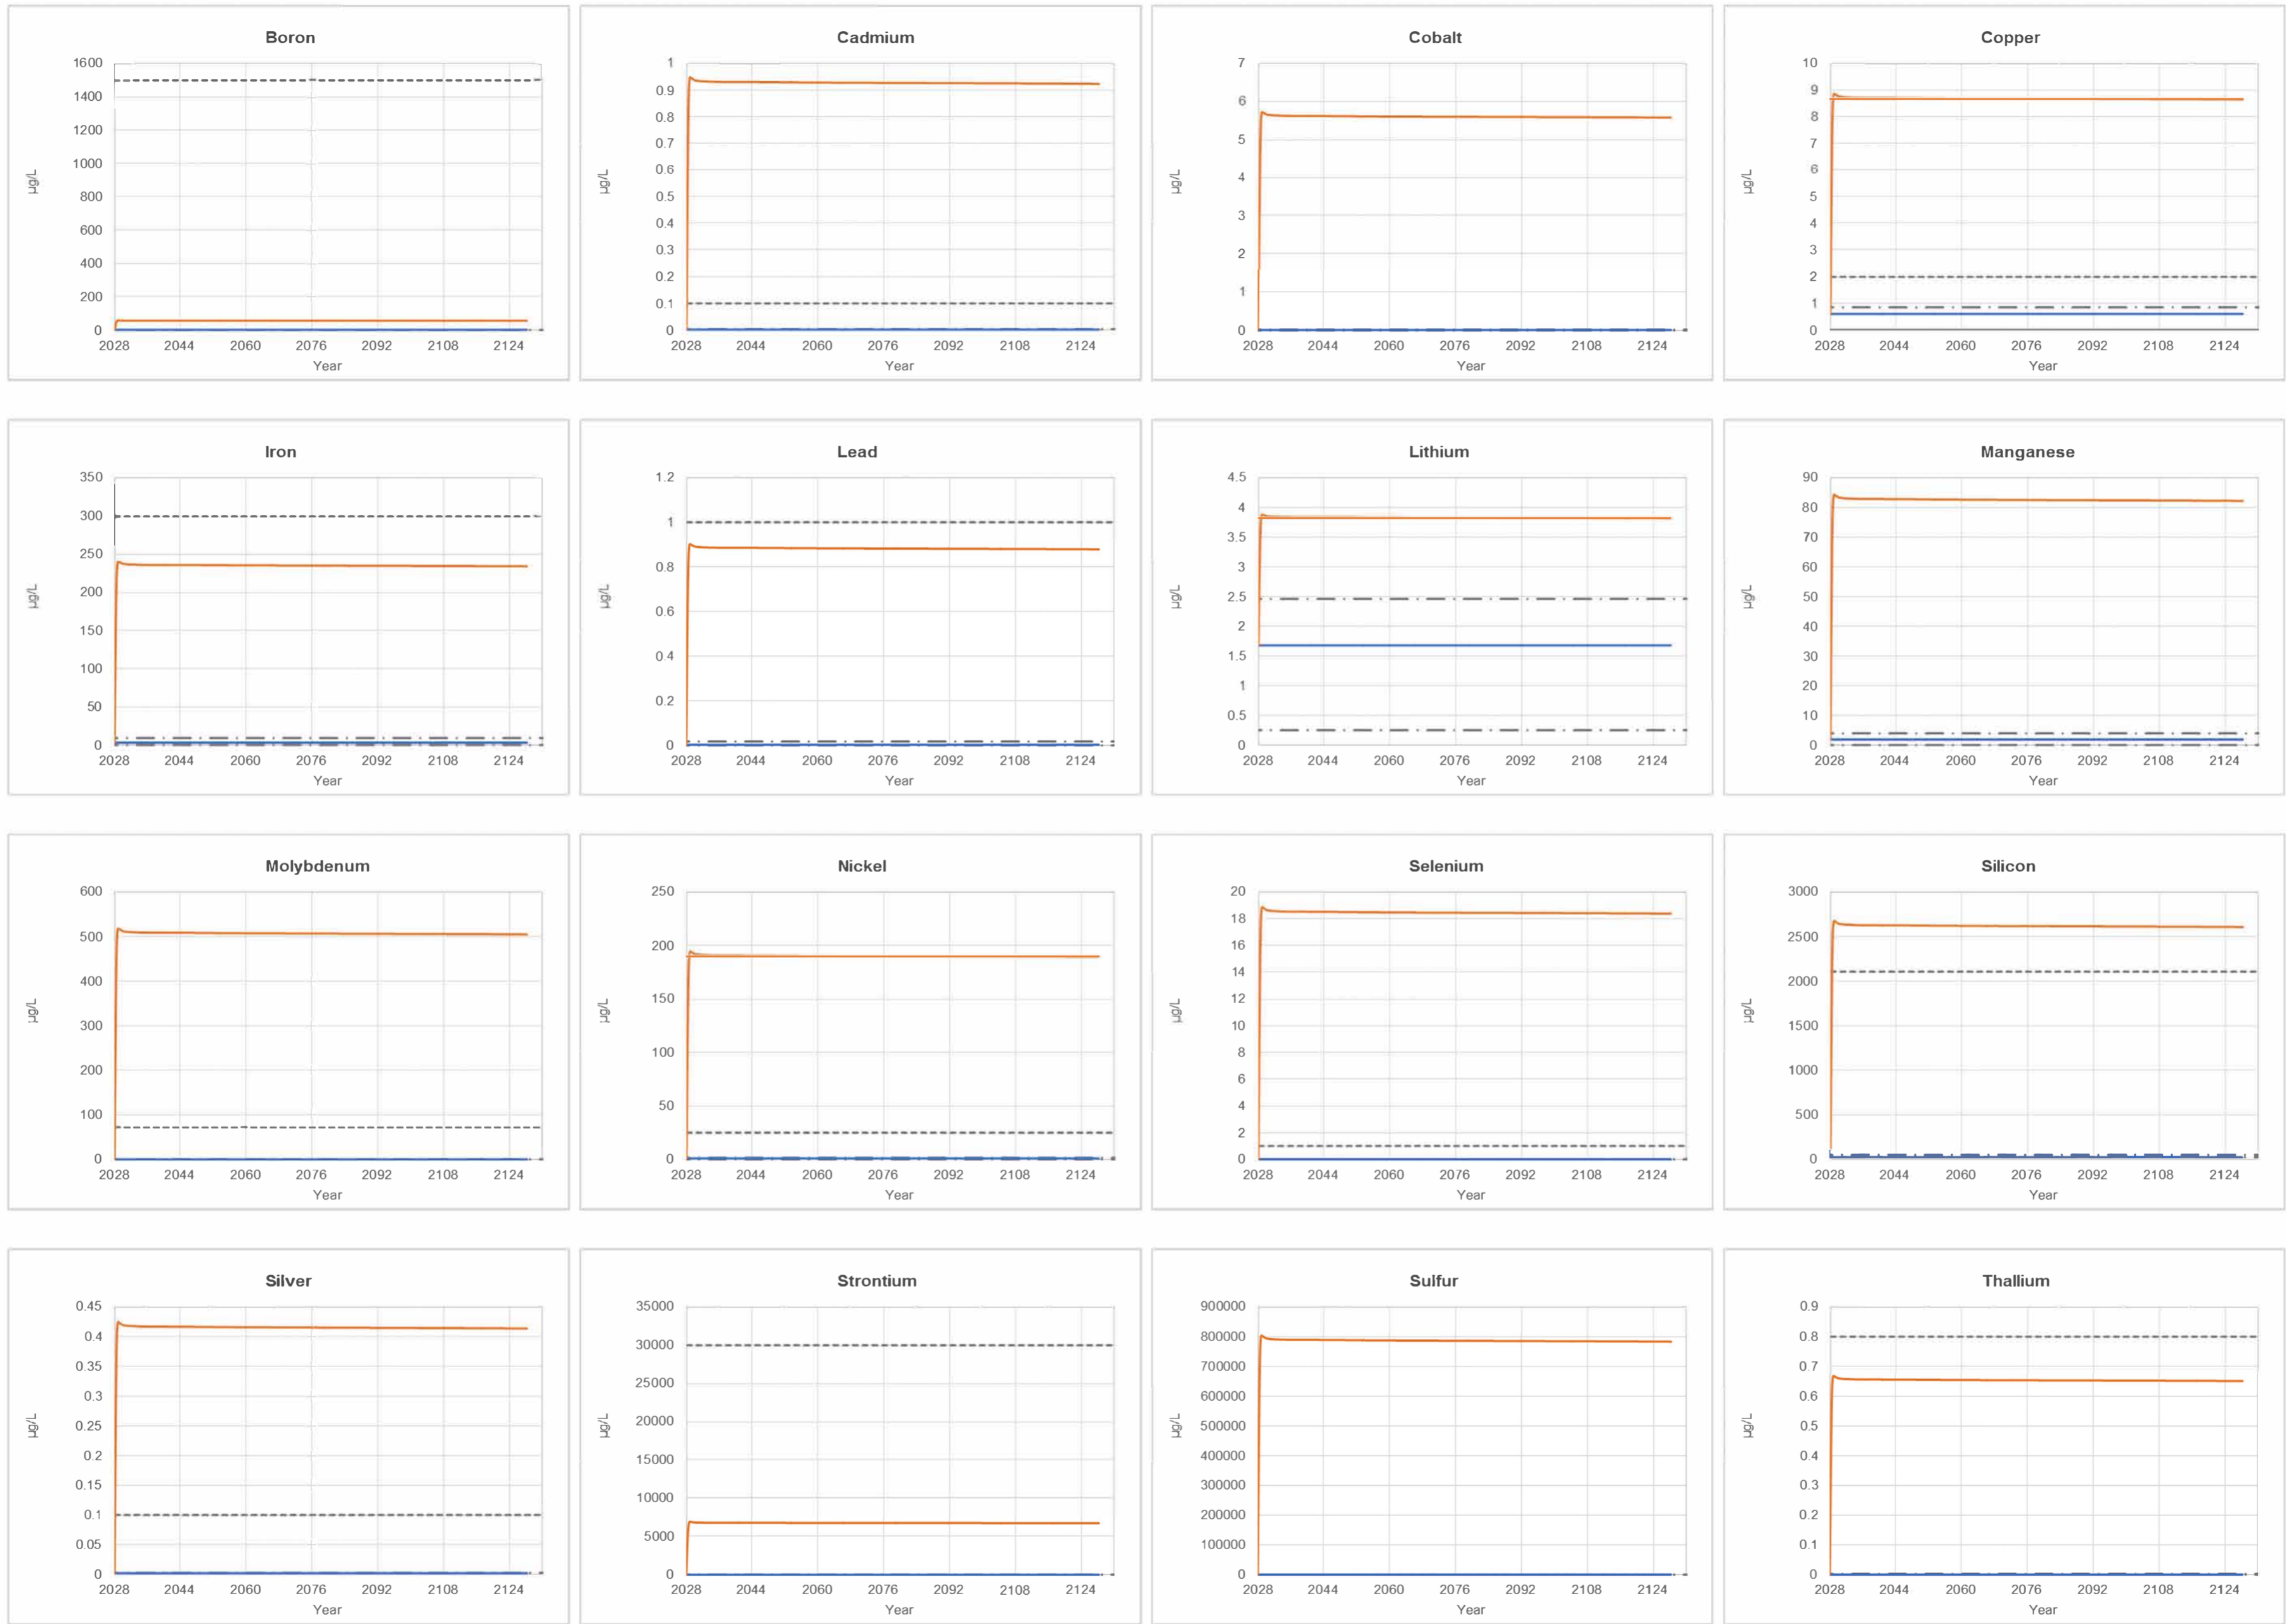 Boron
1600
1400
1200
1000
800
600
400
200
0
µg/L
2028 2044 2060 2076 2092 2108 2124
Year
Cadmium
1
0.9
0.8
0.7
0.6
0.5
0.4
0.3
0.2
0.1
0
µg/L
2028 2044 2060 2076 2092 2108 2124
Year
Cobalt
7
6
5
4
3
2
1
0
µg/L
2028 2044 2060 2076 2092 2108 2124
Year
Copper
10
9
8
7
6
5
4
3
2
1
0
µg/L
2028 2044 2060 2076 2092 2108 2124
Year
Iron
350
300
250
200
150
100
50
0
µg/L
2028 2044 2060 2076 2092 2108 2124
Year
Lead
1.2
1
0.8
0.6
0.4
0.2
0
µg/L
2028 2044 2060 2076 2092 2108 2124
Year
Lithium
4.5
4
3.5
3
2.5
2
1.5
1
0.5
0
µg/L
2028 2044 2060 2076 2092 2108 2124
Year
Manganese
90
80
70
60
50
40
30
20
10
0
µg/L
2028 2044 2060 2076 2092 2108 2124
Year
Molybdenum
600
500
400
300
200
100
0
µg/L
2028 2044 2060 2076 2092 2108 2124
Year
Nickel
250
200
150
100
50
0
µg/L
2028 2044 2060 2076 2092 2108 2124
Year
Selenium
20
18
16
14
12
10
8
6
4
2
0
µg/L
2028 2044 2060 2076 2092 2108 2124
Year
Silicon
3000
2500
2000
1500
1000
500
0
µg/L
2028 2044 2060 2076 2092 2108 2124
Year
Silver
0.45
0.4
0.35
0.3
0.25
0.2
0.15
0.1
0.05
0
µg/L
2028 2044 2060 2076 2092 2108 2124
Year
Strontium
35000
30000
25000
20000
15000
10000
5000
0
µg/L
2028 2044 2060 2076 2092 2108 2124
Year
Sulfur
900000
800000
700000
600000
500000
400000
300000
200000
100000
0
µg/L
2028 2044 2060 2076 2092 2108 2124
Year
Thallium
0.9
0.8
0.7
0.6
0.5
0.4
0.3
0.2
0.1
0
µg/L
2028 2044 2060 2076 2092 2108 2124
Year